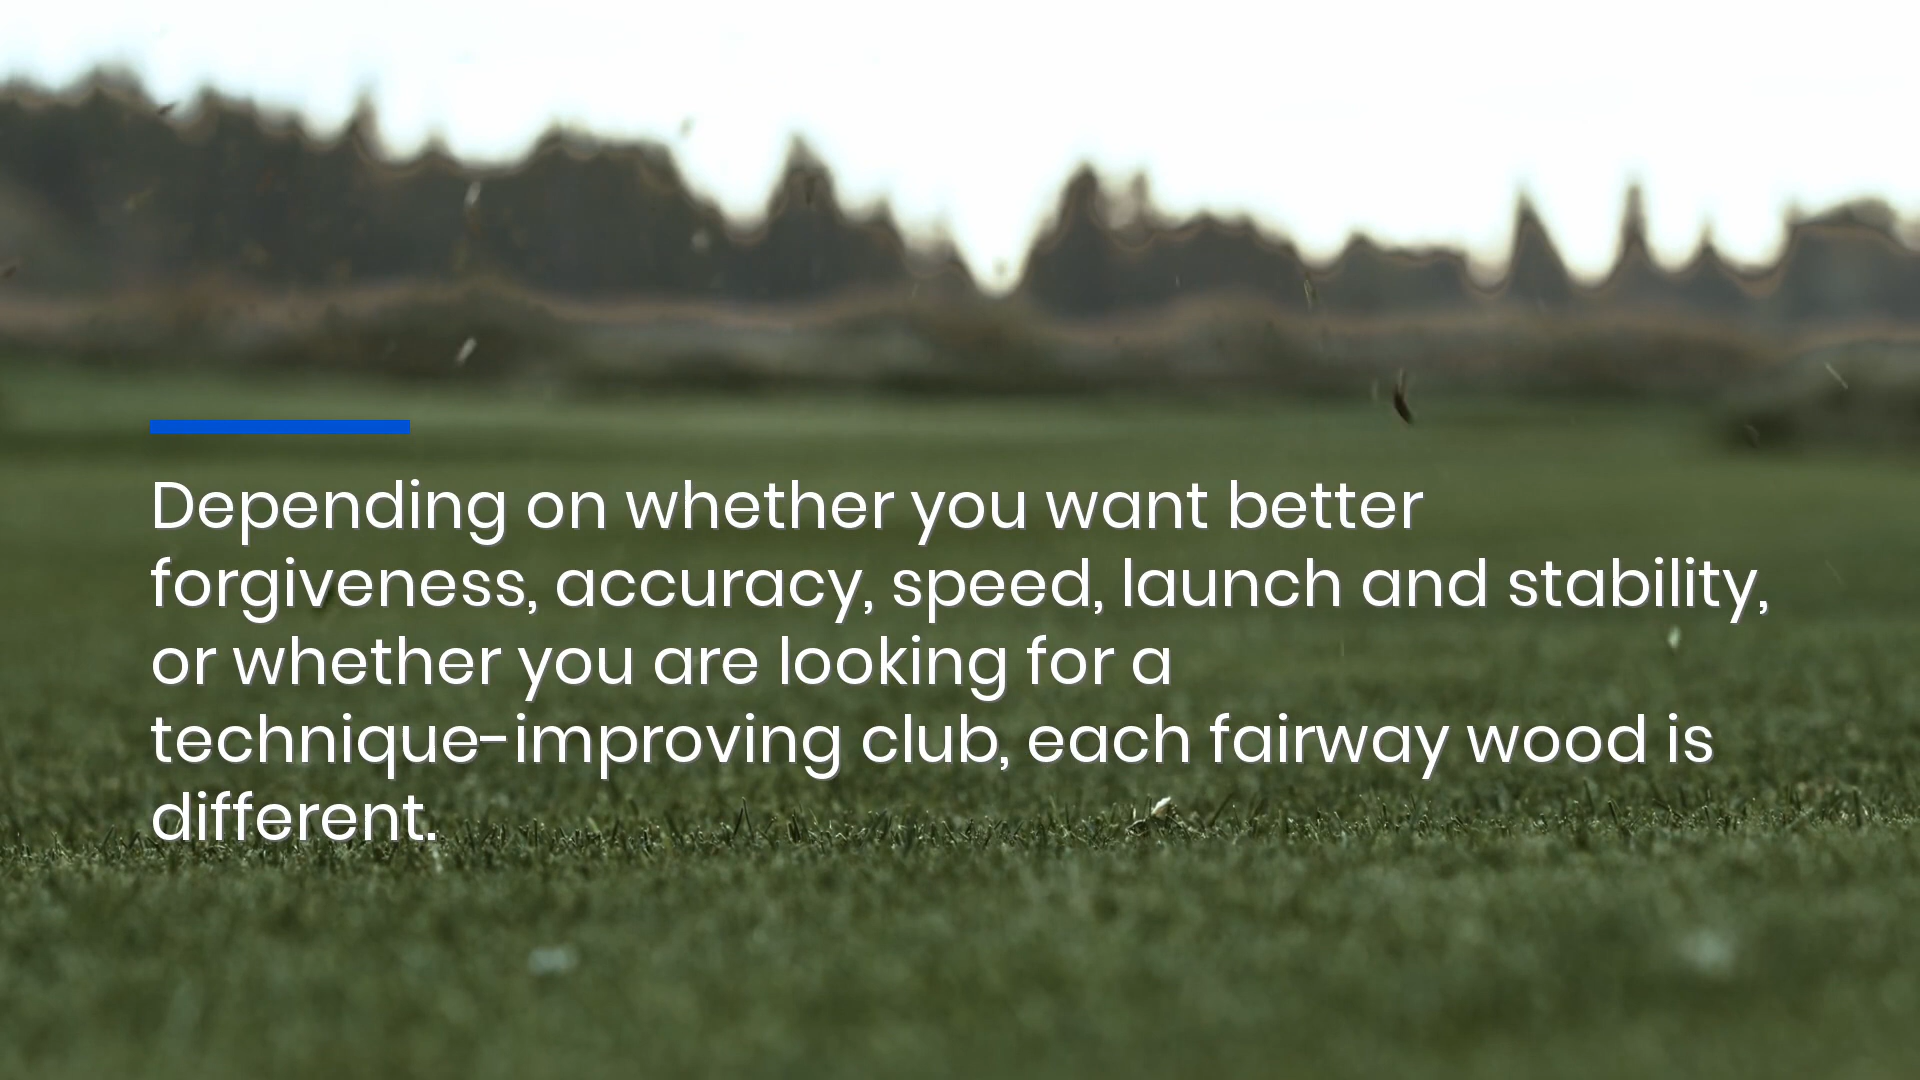 Depending on whether you want better
forgiveness, accuracy, speed, launch and stability,
or whether you are looking for a
technique-improving club, each fairway wood is
different.